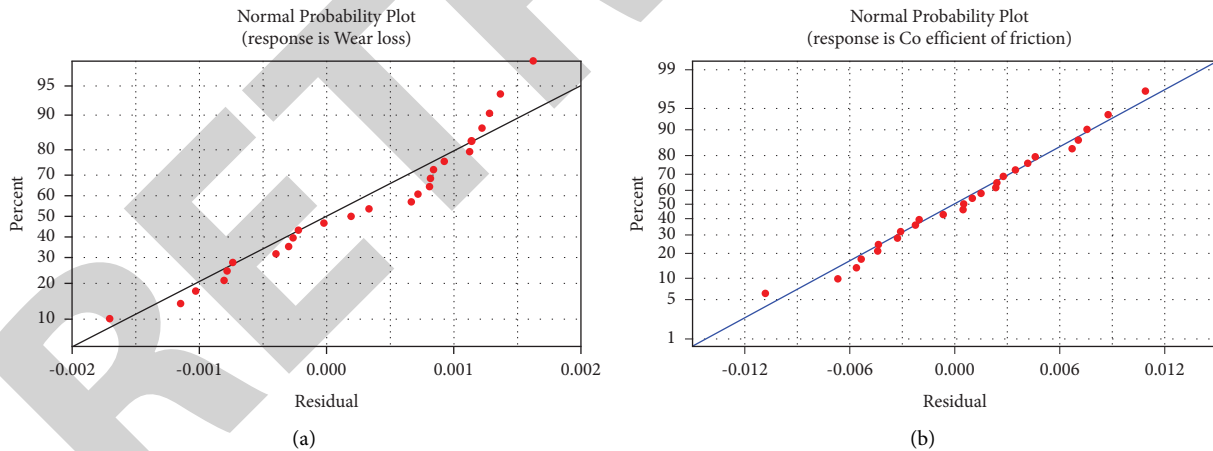 Normal Probability Plot
(response is Wear loss)
95
90
80
70
60
50
40
30
20
10
Percent
-0.002 -0.001 0.000 0.001 0.002
Residual
(a)
Normal Probability Plot
(response is Co efficient of friction)
99
95
90
80
70
60
50
40
30
20
10
5
1
Percent
-0.012 -0.006 0.000 0.006 0.012
Residual
(b)